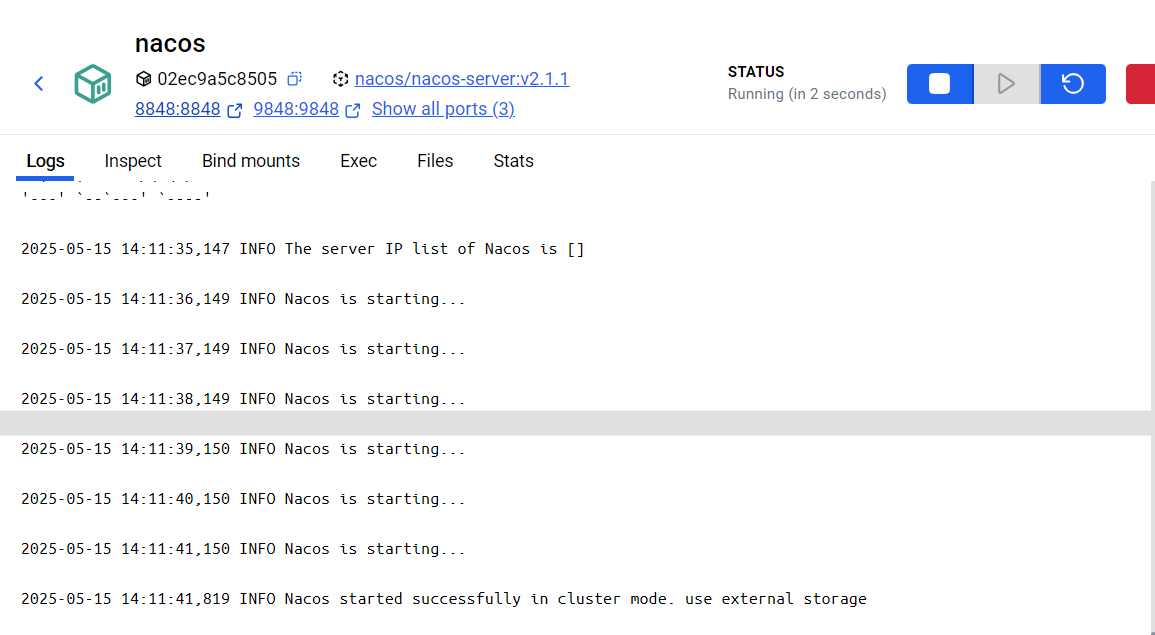 nacos
02ec9a5c8505 nacos/nacos-server:v2.1.1
8848:8848 9848:9848 Show all ports (3)
STATUS
Running (in 2 seconds)
Logs Inspect Bind mounts Exec Files Stats
'---' `--`---' `----'
2025-05-15 14:11:35,147 INFO The server IP list of Nacos is []
2025-05-15 14:11:36,149 INFO Nacos is starting...
2025-05-15 14:11:37,149 INFO Nacos is starting...
2025-05-15 14:11:38,149 INFO Nacos is starting...
2025-05-15 14:11:39,150 INFO Nacos is starting...
2025-05-15 14:11:40,150 INFO Nacos is starting...
2025-05-15 14:11:41,150 INFO Nacos is starting...
2025-05-15 14:11:41,819 INFO Nacos started successfully in cluster mode. use external storage